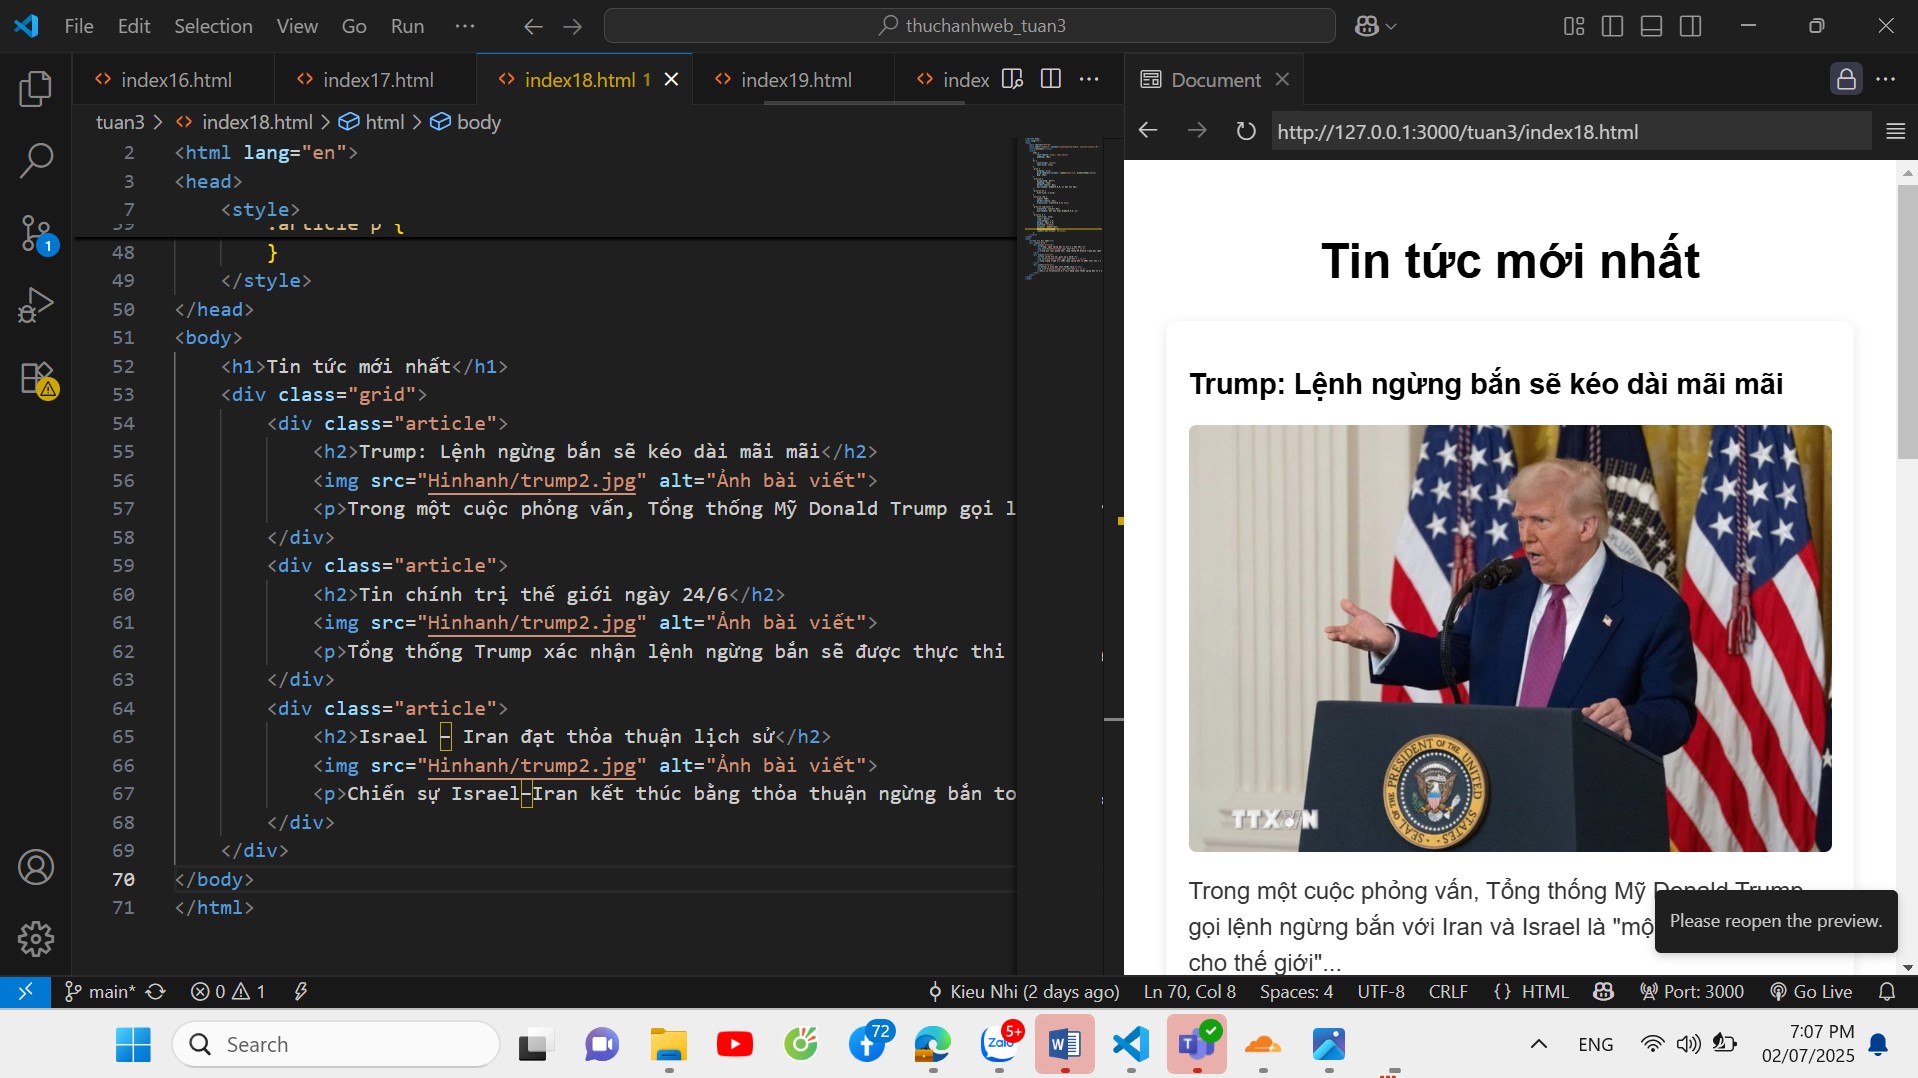 File Edit Selection View Go Run ··· thuchanhweb_tuan3
index16.html index17.html index18.html 1 index19.html index
tuan3 > index18.html > html > body
2 <html lang="en">
3 <head>
7 <style>
39 .article p {
48 }
49 </style>
50 </head>
51 <body>
52 <h1>Tin tức mới nhất</h1>
53 <div class="grid">
54 <div class="article">
55 <h2>Trump: Lệnh ngừng bắn sẽ kéo dài mãi mãi</h2>
56 <img src="Hinhanh/trump2.jpg" alt="Ảnh bài viết">
57 <p>Trong một cuộc phỏng vấn, Tổng thống Mỹ Donald Trump gọi l
58 </div>
59 <div class="article">
60 <h2>Tin chính trị thế giới ngày 24/6</h2>
61 <img src="Hinhanh/trump2.jpg" alt="Ảnh bài viết">
62 <p>Tổng thống Trump xác nhận lệnh ngừng bắn sẽ được thực thi
63 </div>
64 <div class="article">
65 <h2>Israel – Iran đạt thỏa thuận lịch sử</h2>
66 <img src="Hinhanh/trump2.jpg" alt="Ảnh bài viết">
67 <p>Chiến sự Israel–Iran kết thúc bằng thỏa thuận ngừng bắn to
68 </div>
69 </div>
70 </body>
71 </html>
Document
http://127.0.0.1:3000/tuan3/index18.html
Tin tức mới nhất
Trump: Lệnh ngừng bắn sẽ kéo dài mãi mãi
SEAL OF THE PRESIDENT OF THE
TTXVN
Trong một cuộc phỏng vấn, Tổng thống Mỹ Donald Trump
gọi lệnh ngừng bắn với Iran và Israel là "mộ
cho thế giới"...
Please reopen the preview.
1
main* 0 1 Kieu Nhi (2 days ago) Ln 70, Col 8 Spaces: 4 UTF-8 CRLF {} HTML Port: 3000 Go Live
Search 72 Zalo 5+ ENG
7:07 PM
02/07/2025